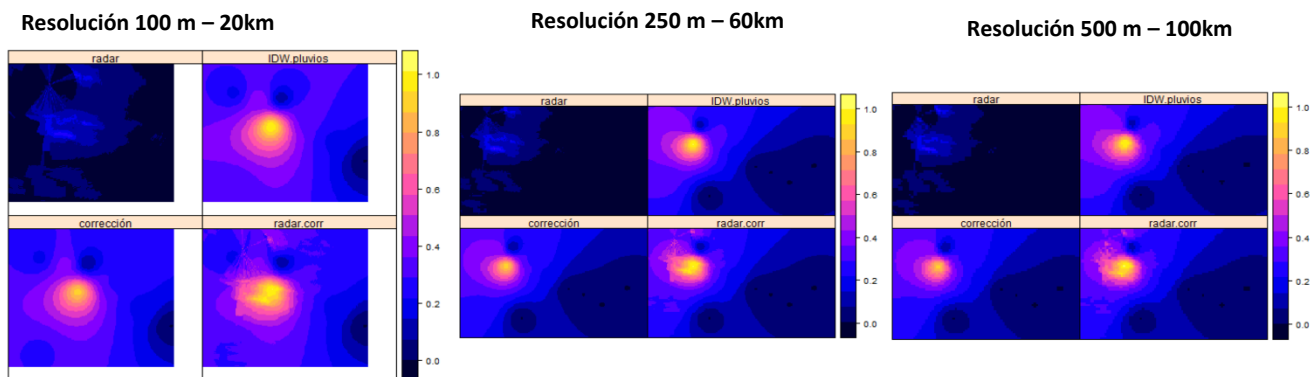 Resolución 100 m – 20km
radar
IDW.pluvios
corrección
radar.corr
1.0
0.8
0.6
0.4
0.2
0.0
Resolución 250 m – 60km
radar
IDW.pluvios
corrección
radar.corr
1.0
0.8
0.6
0.4
0.2
0.0
Resolución 500 m – 100km
radar
IDW.pluvios
corrección
radar.corr
1.0
0.8
0.6
0.4
0.2
0.0